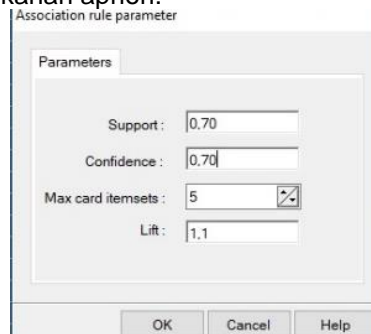 Association rule parameter
Parameters
Support : 0,70
Confidence : 0,70
Max card itemsets : 5
Lift : 1,1
OK Cancel Help